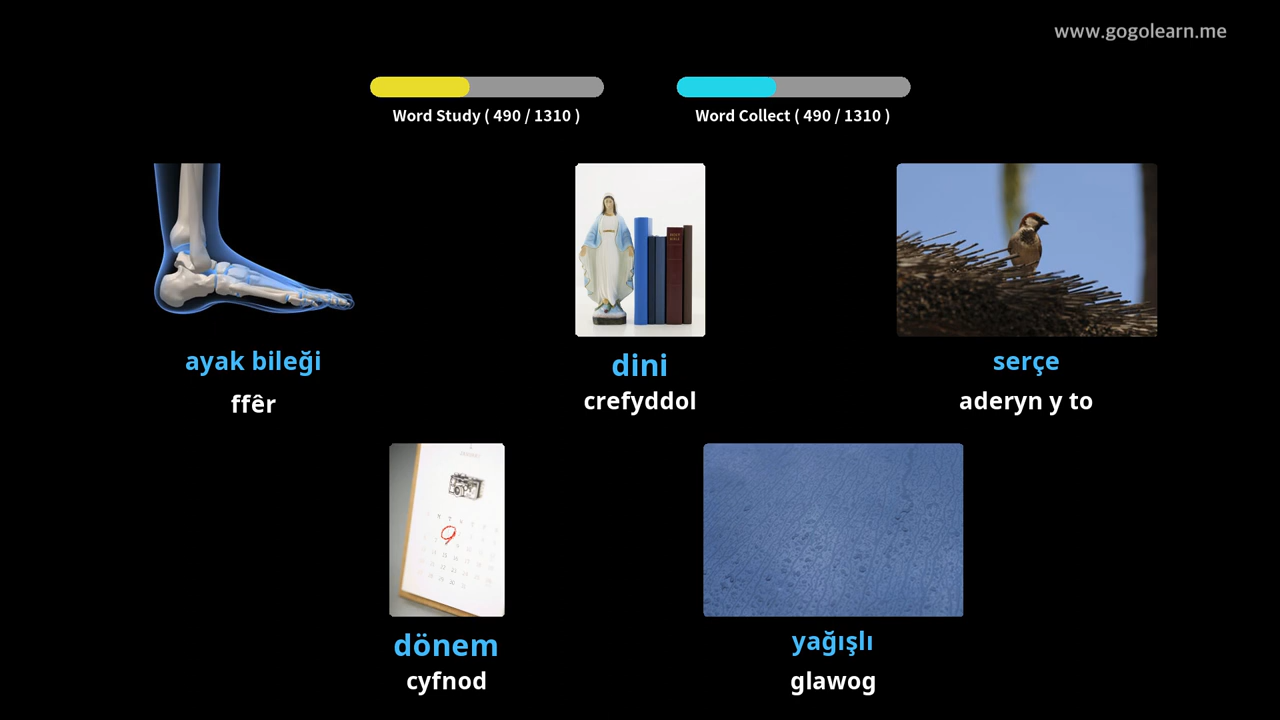 www.gogolearn.me
Word Study ( 490 / 1310 )
Word Collect ( 490 / 1310 )
ayak bileği
ffêr
dini
crefyddol
serçe
aderyn y to
dönem
cyfnod
yağışlı
glawog